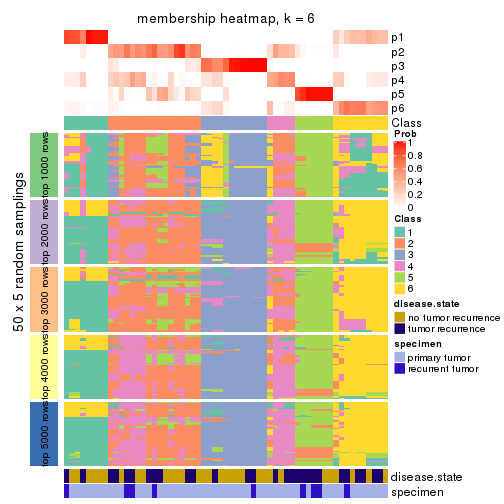 membership heatmap, k = 6
p1
p2
p3
p4
p5
p6
Class
50 x 5 random samplings
top 1000 rows
top 2000 rows
top 3000 rows
top 4000 rows
top 5000 rows
disease.state
specimen
Prob
1
0.8
0.6
0.4
0.2
0
Class
1
2
3
4
5
6
disease.state
no tumor recurrence
tumor recurrence
specimen
primary tumor
recurrent tumor